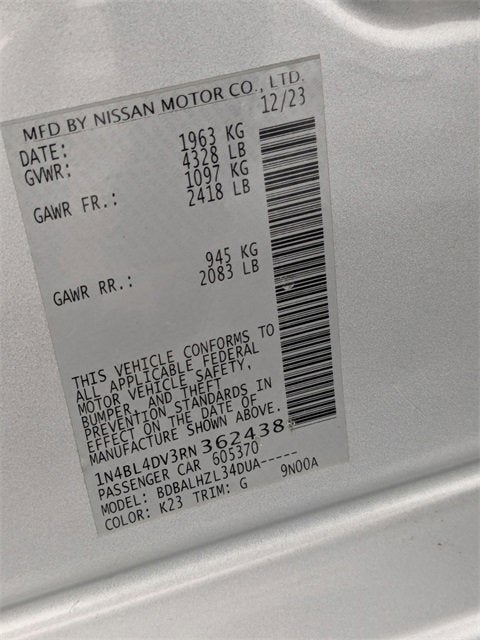 MFD BY NISSAN MOTOR CO., LTD.
DATE: 12/23
GVWR: 1963 KG
4328 LB
GAWR FR.: 1097 KG
2418 LB
GAWR RR.: 945 KG
2083 LB
THIS VEHICLE CONFORMS TO
ALL APPLICABLE FEDERAL
MOTOR VEHICLE SAFETY,
BUMPER, AND THEFT
PREVENTION STANDARDS IN
EFFECT ON THE DATE OF
MANUFACTURE SHOWN ABOVE.
1N4BL4DV3RN362438
PASSENGER CAR 605370
MODEL: BDBALHZL34DUA-----
COLOR: K23 TRIM: G 9N00A